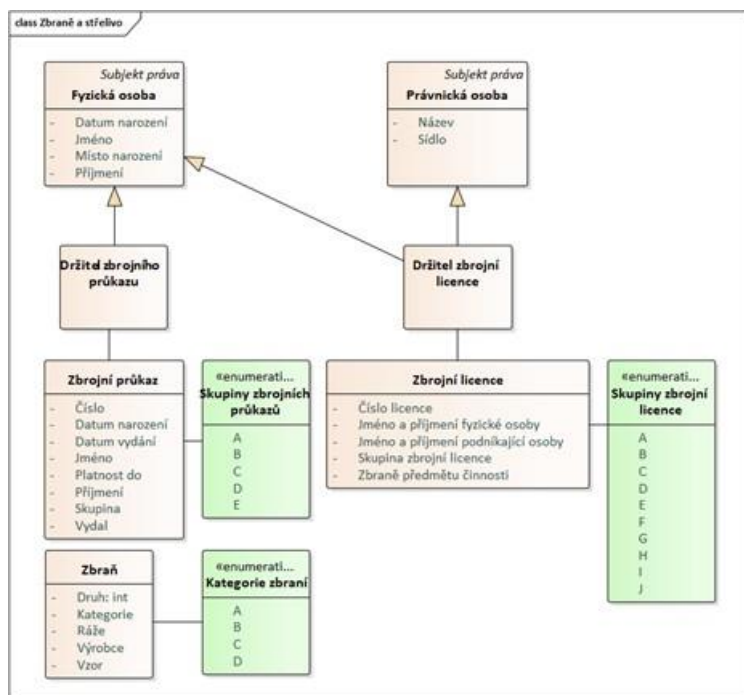 class Zbraně a střelivo
Subjekt práva
Fyzická osoba
- Datum narození
- Jméno
- Místo narození
- Příjmení
Subjekt práva
Právnická osoba
- Název
- Sídlo
Držitel zbrojního
průkazu
Držitel zbrojní
licence
Zbrojní průkaz
- Číslo
- Datum narození
- Datum vydání
- Jméno
- Platnost do
- Příjmení
- Skupina
- Vydal
«enumerati...
Skupiny zbrojních
průkazů
A
B
C
D
E
Zbrojní licence
- Číslo licence
- Jméno a příjmení fyzické osoby
- Jméno a příjmení podníkající osoby
- Skupina zbrojní licence
- Zbraně předmětu činnosti
«enumerati...
Skupiny zbrojní
licence
A
B
C
D
E
F
G
H
I
J
Zbraň
- Druh: int
- Kategorie
- Ráže
- Výrobce
- Vzor
«enumerati...
Kategorie zbraní
A
B
C
D